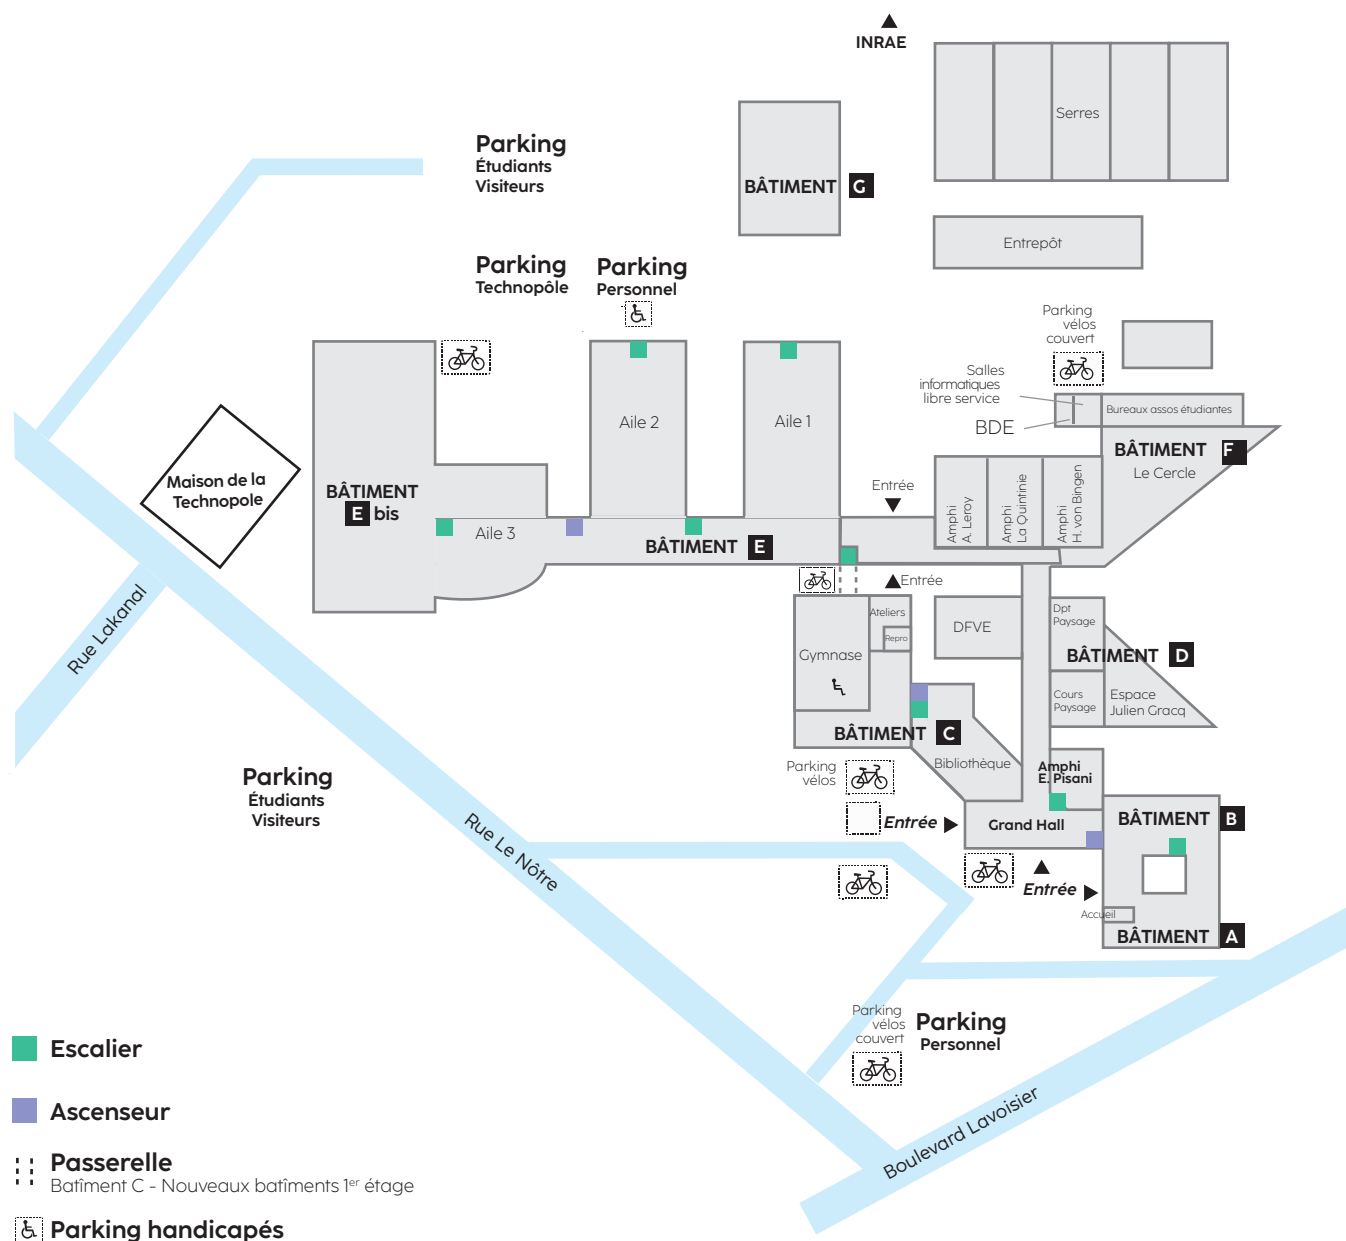 INRAE
Serres
Parking
Étudiants
Visiteurs
BÂTIMENT G
Entrepôt
Parking
Technopôle
Parking
Personnel
Parking
vélos
couvert
Salles
informatiques
libre service
BDE
Bureaux assos étudiantes
BÂTIMENT F
Le Cercle
Aile 2
Aile 1
Maison de la
Technopole
BÂTIMENT
E bis
Aile 3
BÂTIMENT E
Entrée
Amphi
A. Leroy
Amphi
La Quintinie
Amphi
H. von Bingen
Entrée
Ateliers
Repro
Gymnase
DFVE
Dpt
Paysage
BÂTIMENT D
Cours
Paysage
Espace
Julien Gracq
BÂTIMENT C
Bibliothèque
Rue Lakanal
Parking
Étudiants
Visiteurs
Parking
vélos
Amphi
E. Pisani
Entrée
Grand Hall
BÂTIMENT B
Rue Le Nôtre
Entrée
Accueil
BÂTIMENT A
Parking
vélos
couvert
Parking
Personnel
Boulevard Lavoisier
Escalier
Ascenseur
Passerelle
Batîment C - Nouveaux batîments 1er étage
Parking handicapés